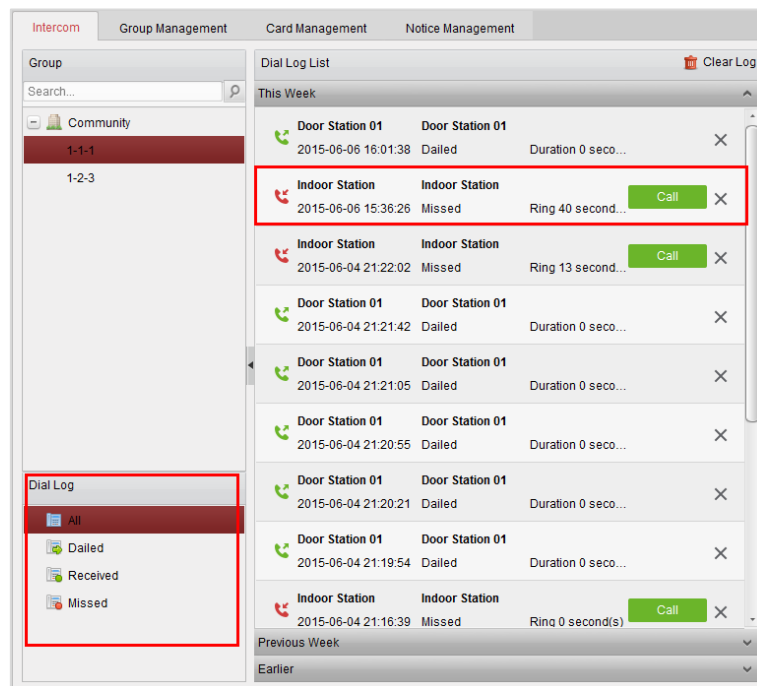 Intercom Group Management Card Management Notice Management
Group
Search...
Community
1-1-1
1-2-3
Dial Log
All
Dailed
Received
Missed
Dial Log List Clear Log
This Week
Door Station 01 Door Station 01
2015-06-06 16:01:38 Dailed Duration 0 seco...
Indoor Station Indoor Station
2015-06-06 15:36:26 Missed Ring 40 second... Call
Indoor Station Indoor Station
2015-06-04 21:22:02 Missed Ring 13 second... Call
Door Station 01 Door Station 01
2015-06-04 21:21:42 Dailed Duration 0 seco...
Door Station 01 Door Station 01
2015-06-04 21:21:05 Dailed Duration 0 seco...
Door Station 01 Door Station 01
2015-06-04 21:20:55 Dailed Duration 0 seco...
Door Station 01 Door Station 01
2015-06-04 21:20:21 Dailed Duration 0 seco...
Door Station 01 Door Station 01
2015-06-04 21:19:54 Dailed Duration 0 seco...
Indoor Station Indoor Station
2015-06-04 21:16:39 Missed Ring 0 second(s) Call
Previous Week
Earlier